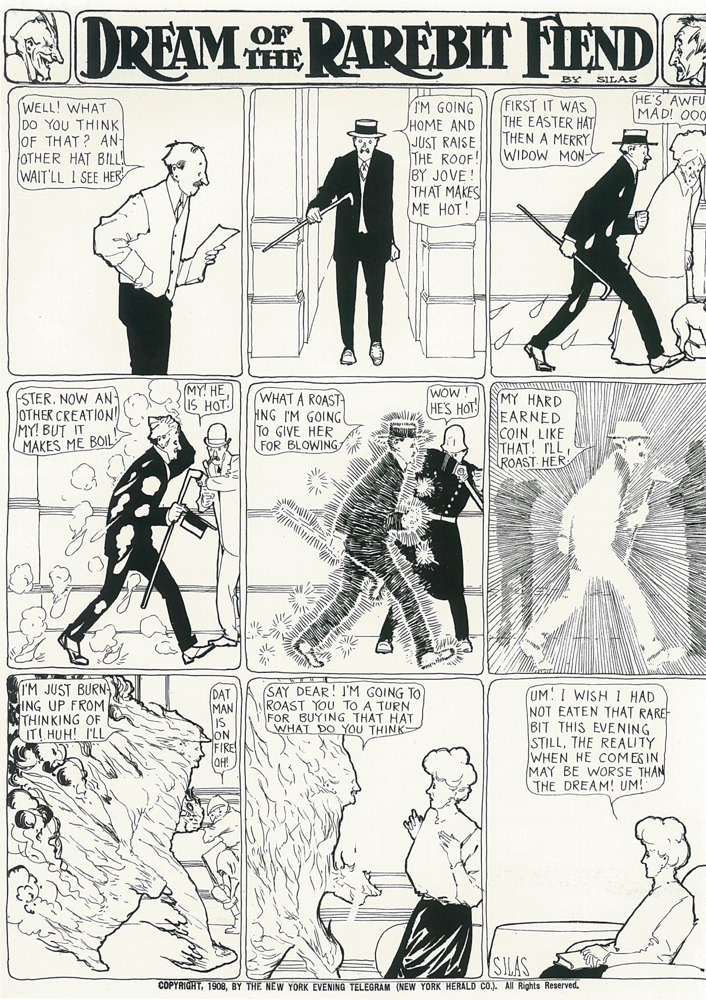 DREAM OF THE RAREBIT FIEND
BY SILAS
WELL! WHAT
DO YOU THINK
OF THAT? AN-
OTHER HAT BILL!
WAIT'LL I SEE HER!
I'M GOING
HOME AND
JUST RAISE
THE ROOF!
BY JOVE!
THAT MAKES
ME HOT!
FIRST IT WAS
THE EASTER HAT
THEN A MERRY
WIDOW MON-
HE'S AWFU
MAD! OOO
-STER. NOW AN-
OTHER CREATION!
MY! BUT IT
MAKES ME BOIL!
MY! HE
IS HOT!
WHAT A ROAST-
ING I'M GOING
TO GIVE HER
FOR BLOWING
WOW!
HE'S HOT!
MY HARD
EARNED
COIN LIKE
THAT! I'LL
ROAST HER!
I'M JUST BURN-
ING UP FROM
THINKING OF
IT! HUH! I'LL
DAT
MAN
IS
ON
FIRE
OH!
SAY DEAR! I'M GOING TO
ROAST YOU TO A TURN
FOR BUYING THAT HAT
WHAT DO YOU THINK-
UM! I WISH I HAD
NOT EATEN THAT RARE-
BIT THIS EVENING
STILL, THE REALITY
WHEN HE COMES IN
MAY BE WORSE THAN
THE DREAM! UM!
SILAS
COPYRIGHT, 1908, BY THE NEW YORK EVENING TELEGRAM (NEW YORK HERALD CO.). All Rights Reserved.